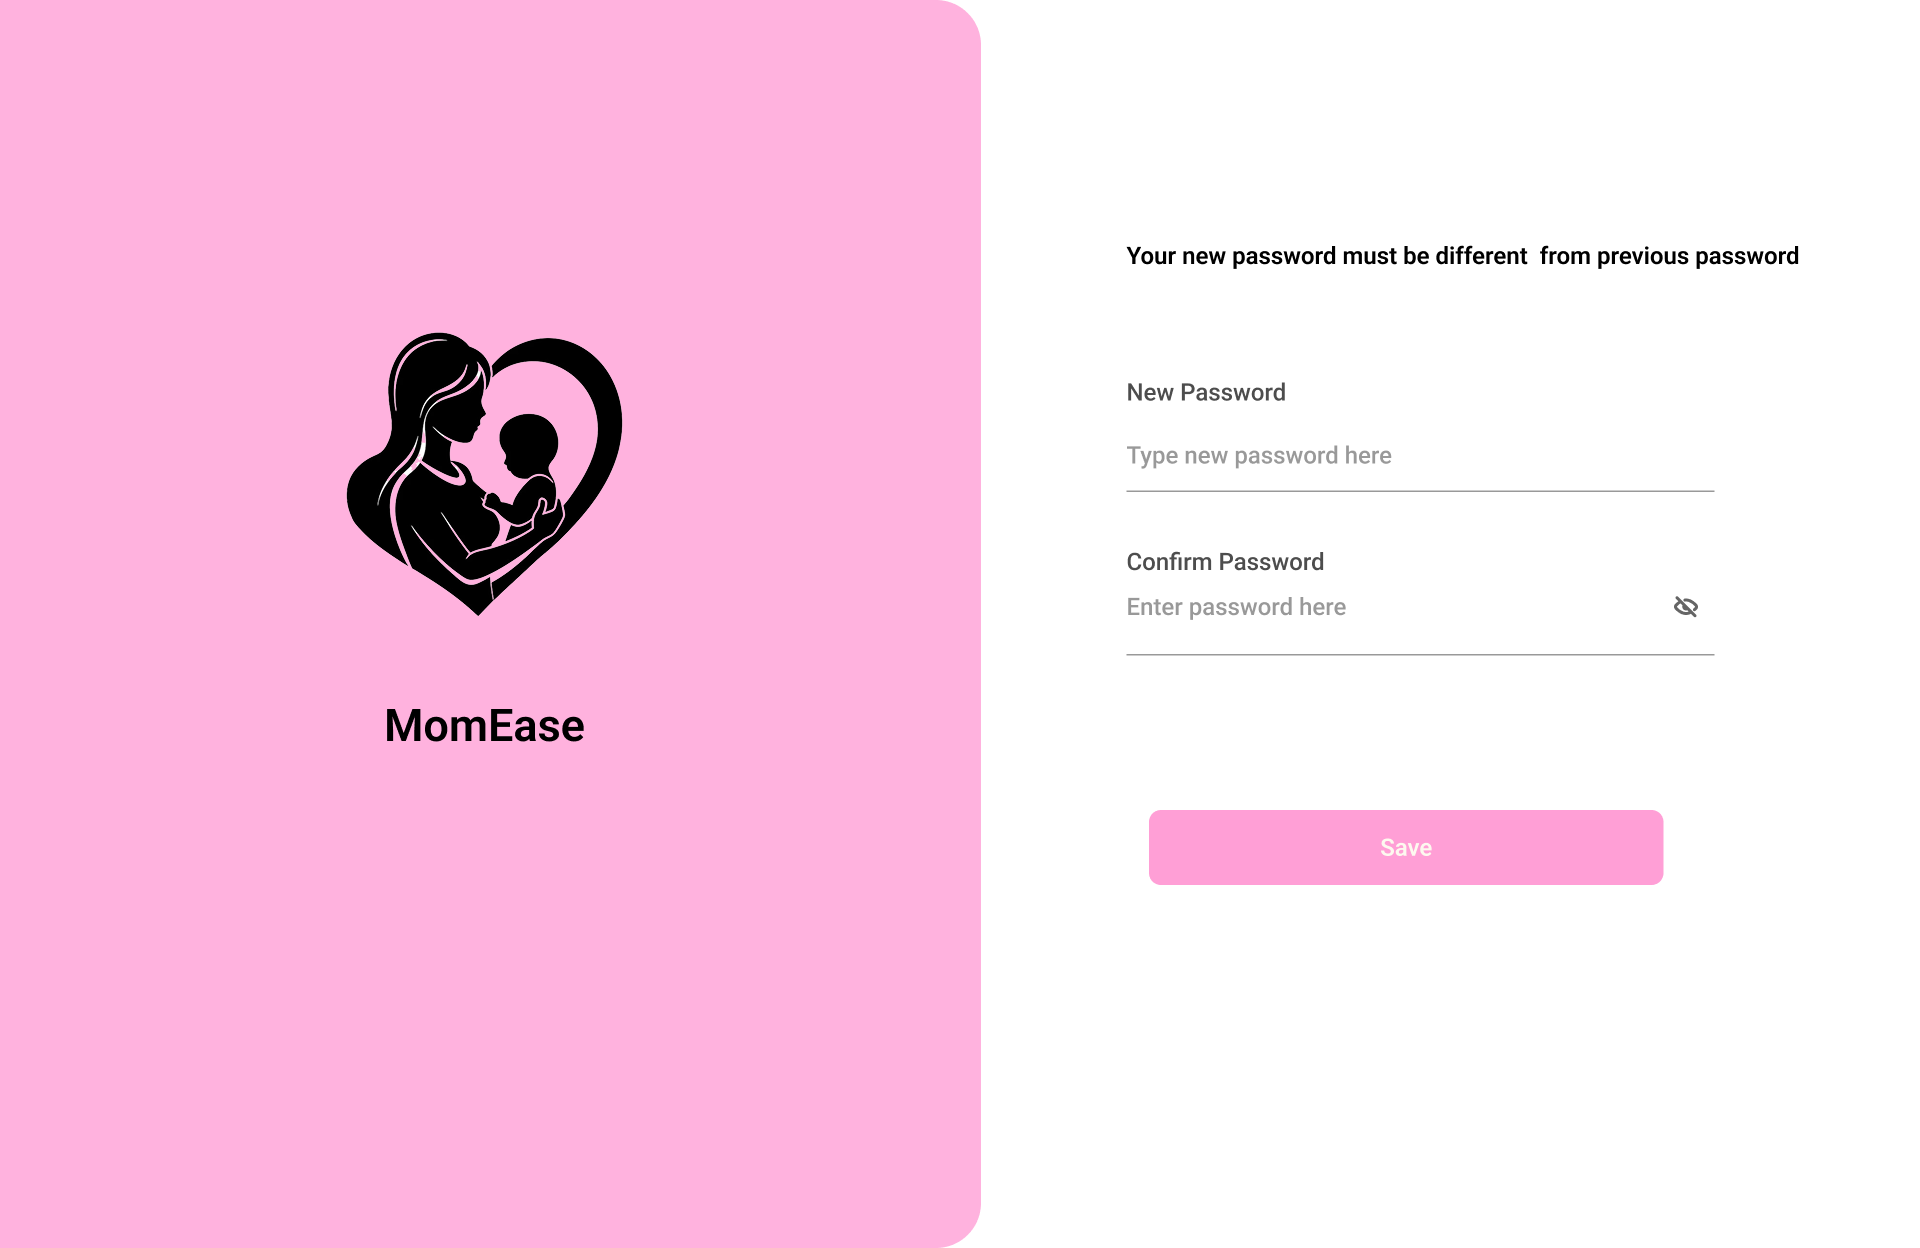 MomEase
Your new password must be different  from previous password
New Password
Type new password here
Confirm Password
Enter password here
Save